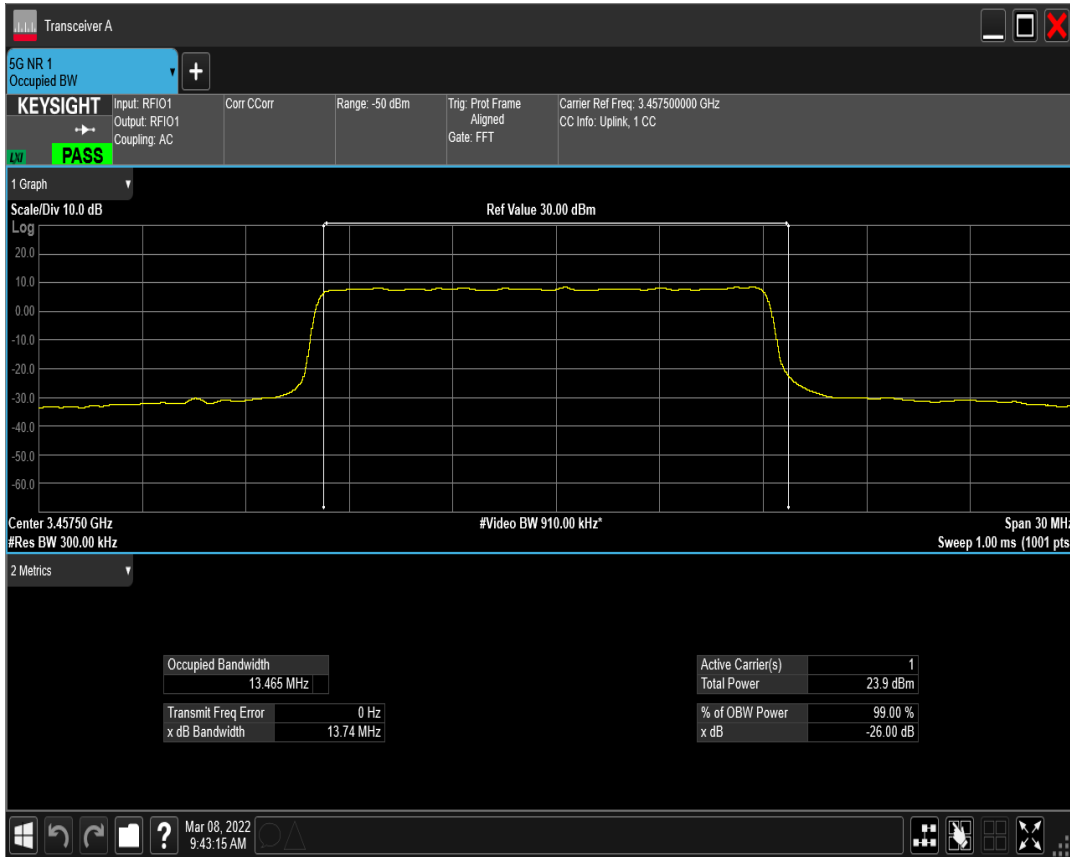 Transceiver A
5G NR 1
Occupied BW
KEYSIGHT
LXI
PASS
Input: RFIO1
Output: RFIO1
Coupling: AC
Corr CCorr
Range: -50 dBm
Trig: Prot Frame
Aligned
Gate: FFT
Carrier Ref Freq: 3.457500000 GHz
CC Info: Uplink, 1 CC
1 Graph
Scale/Div 10.0 dB
Ref Value 30.00 dBm
Log
20.0
10.0
0.00
-10.0
-20.0
-30.0
-40.0
-50.0
-60.0
Center 3.45750 GHz
#Video BW 910.00 kHz*
Span 30 MHz
#Res BW 300.00 kHz
Sweep 1.00 ms (1001 pts
2 Metrics
Occupied Bandwidth
13.465 MHz
Transmit Freq Error 0 Hz
x dB Bandwidth 13.74 MHz
Active Carrier(s) 1
Total Power 23.9 dBm
% of OBW Power 99.00 %
x dB -26.00 dB
?
Mar 08, 2022
9:43:15 AM